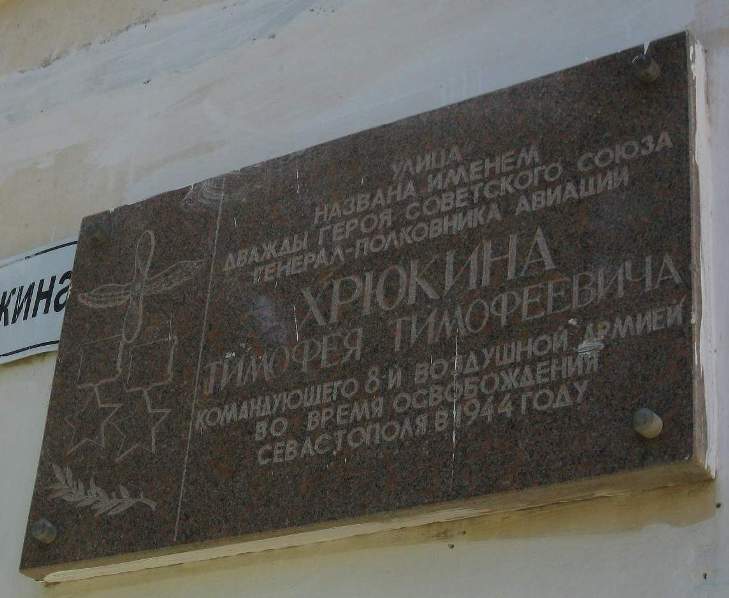 УЛИЦА
НАЗВАНА ИМЕНЕМ
ДВАЖДЫ ГЕРОЯ СОВЕТСКОГО СОЮЗА
ГЕНЕРАЛ-ПОЛКОВНИКА АВИАЦИИ
ХРЮКИНА
ТИМОФЕЯ ТИМОФЕЕВИЧА
КОМАНДУЮЩЕГО 8-Й ВОЗДУШНОЙ АРМИЕЙ
ВО ВРЕМЯ ОСВОБОЖДЕНИЯ
СЕВАСТОПОЛЯ В 1944 ГОДУ
кина